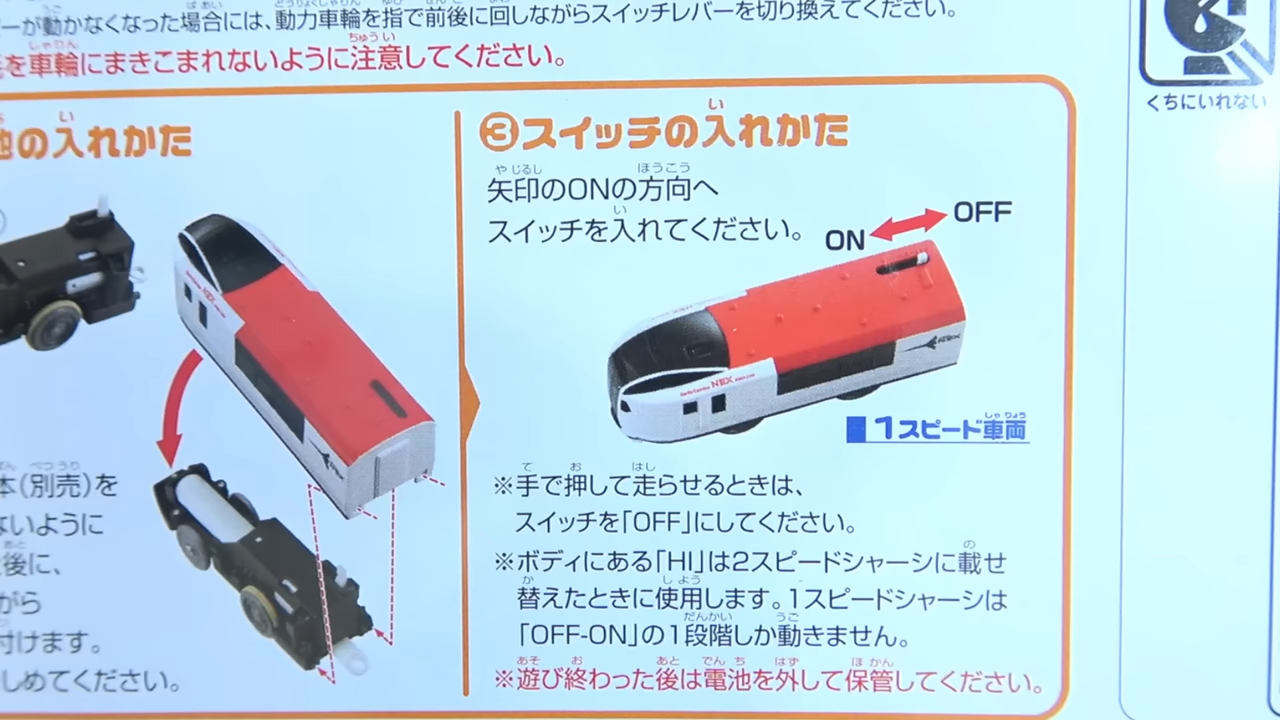 ーが動かなくなった場合には、動力車輪を指で前後に回しながらスイッチレバーを切り換えてください。
を車輪にまきこまれないように注意してください。
くちにいれない
池の入れかた
本(別売)を
ないように
後に、
がら
付けます。
しめてください。
③スイッチの入れかた
矢印のONの方向へ
スイッチを入れてください。
ON
OFF
NEX
1スピード車両
※手で押して走らせるときは、
スイッチを「OFF」にしてください。
※ボディにある「HI」は2スピードシャーシに載せ
替えたときに使用します。1スピードシャーシは
「OFF-ON」の1段階しか動きません。
※遊び終わった後は電池を外して保管してください。